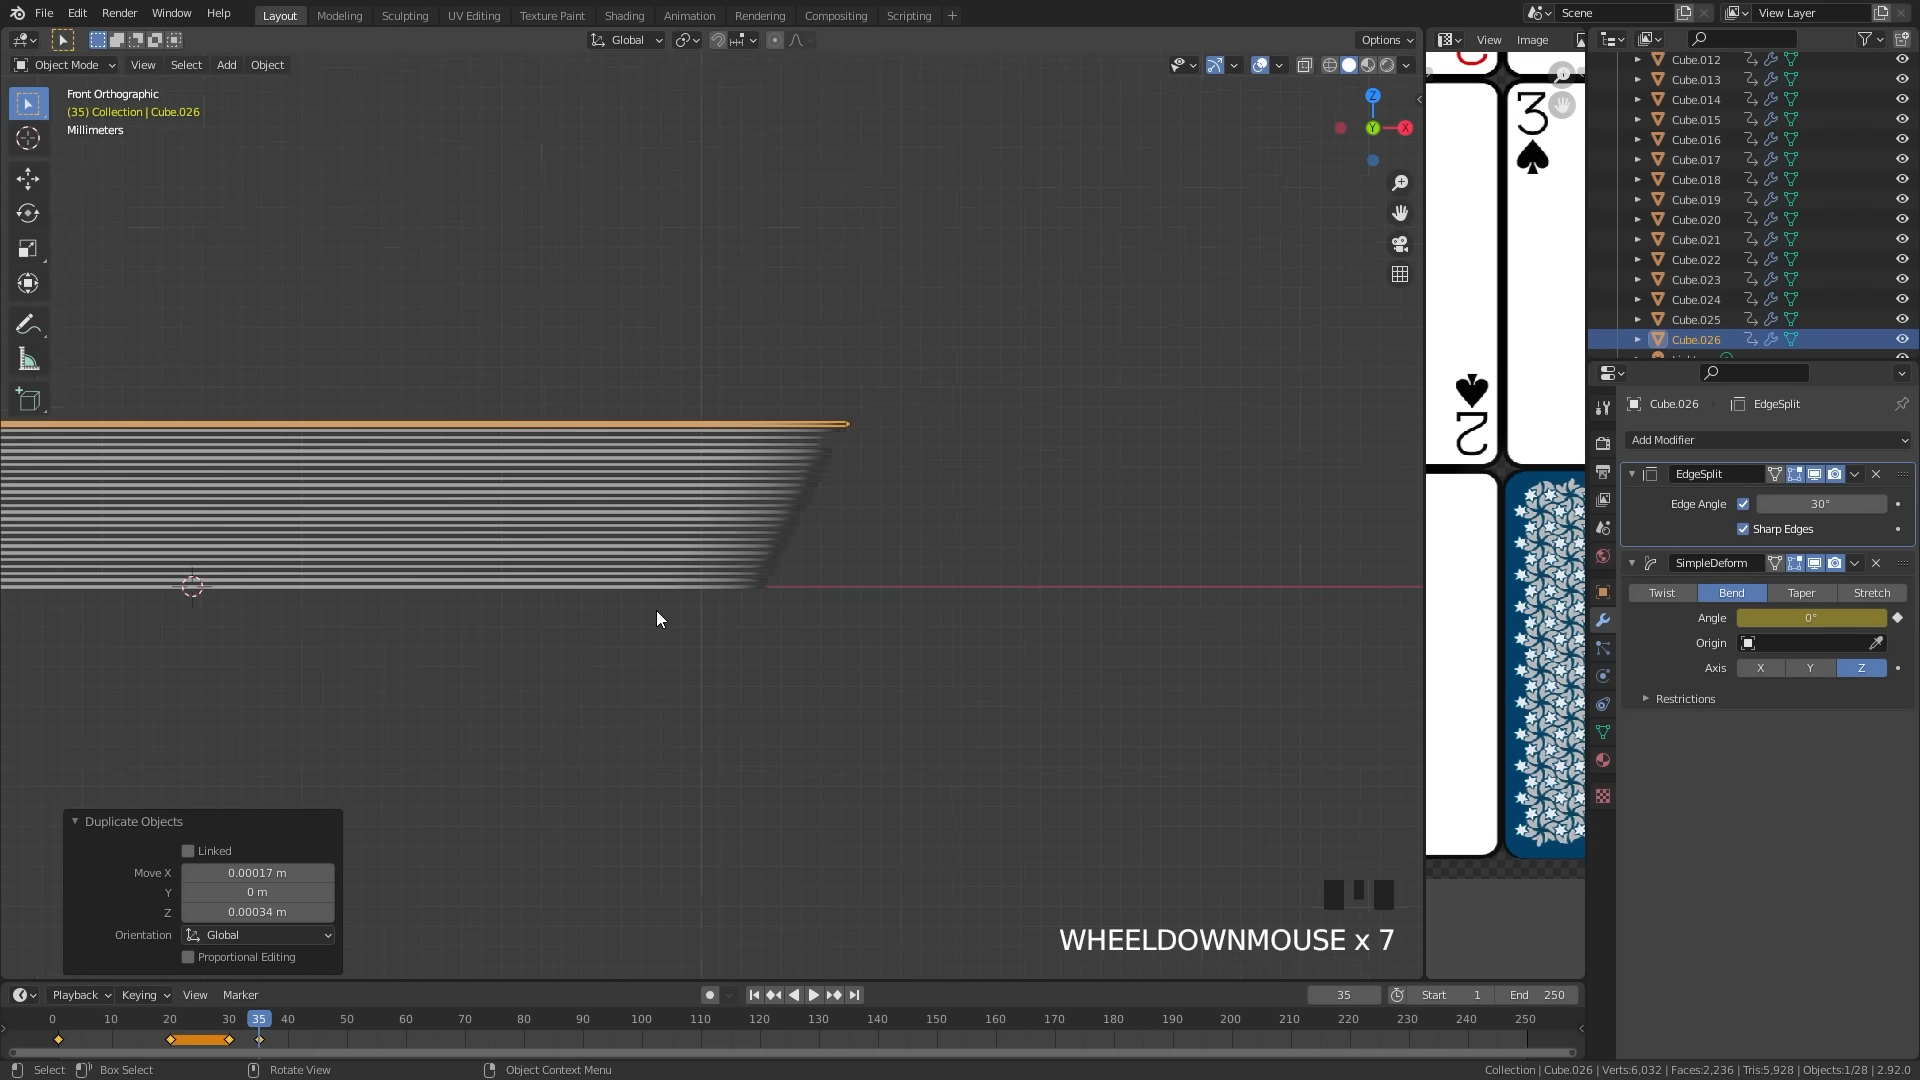 File Edit Render Window Help
Layout Modeling Sculpting UV Editing Texture Paint Shading Animation Rendering Compositing Scripting +
Scene
View Layer
Global
Options
View Image
Object Mode View Select Add Object
Front Orthographic
(35) Collection | Cube.026
Millimeters
Z
Y
X
3
2
Cube.012
Cube.013
Cube.014
Cube.015
Cube.016
Cube.017
Cube.018
Cube.019
Cube.020
Cube.021
Cube.022
Cube.023
Cube.024
Cube.025
Cube.026
Cube.026 EdgeSplit
Add Modifier
EdgeSplit
Edge Angle 30°
Sharp Edges
SimpleDeform
Twist Bend Taper Stretch
Angle 0°
Origin
Axis X Y Z
Restrictions
Duplicate Objects
Linked
Move X 0.00017 m
Y 0 m
Z 0.00034 m
Orientation Global
Proportional Editing
WHEELDOWNMOUSE x 7
Playback Keying View Marker
35 Start 1 End 250
0 10 20 30 35 40 50 60 70 80 90 100 110 120 130 140 150 160 170 180 190 200 210 220 230 240 250
Select Box Select Rotate View Object Context Menu
Collection | Cube.026 | Verts:6,032 | Faces:2,236 | Tris:5,928 | Objects:1/28 | 2.92.0